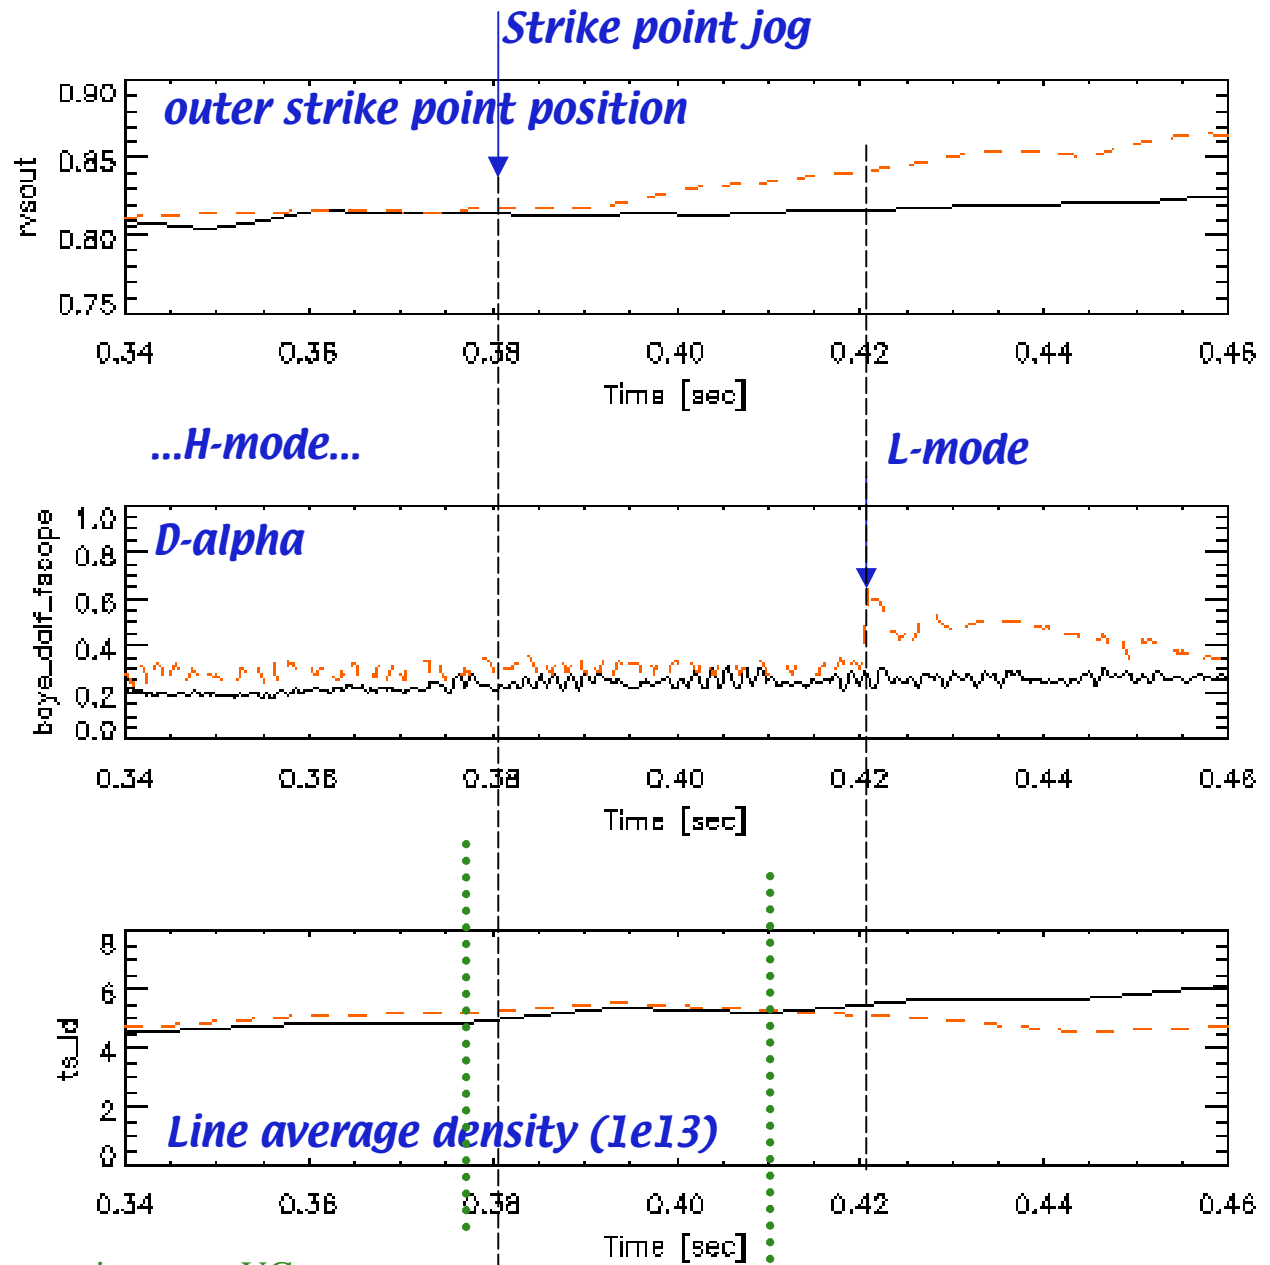 Strike point jog
outer strike point position
0.90
0.85
0.80
0.75
rvsout
0.34 0.36 0.38 0.40 0.42 0.44 0.46
Time [sec]
...H-mode...
L-mode
D-alpha
1.0
0.8
0.6
0.4
0.2
0.0
0.34 0.36 0.38 0.40 0.42 0.44 0.46
Time [sec]
8
6
4
2
0
ts_ld
Line average density (1e13)
0.34 0.36 0.38 0.40 0.42 0.44 0.46
Time [sec]